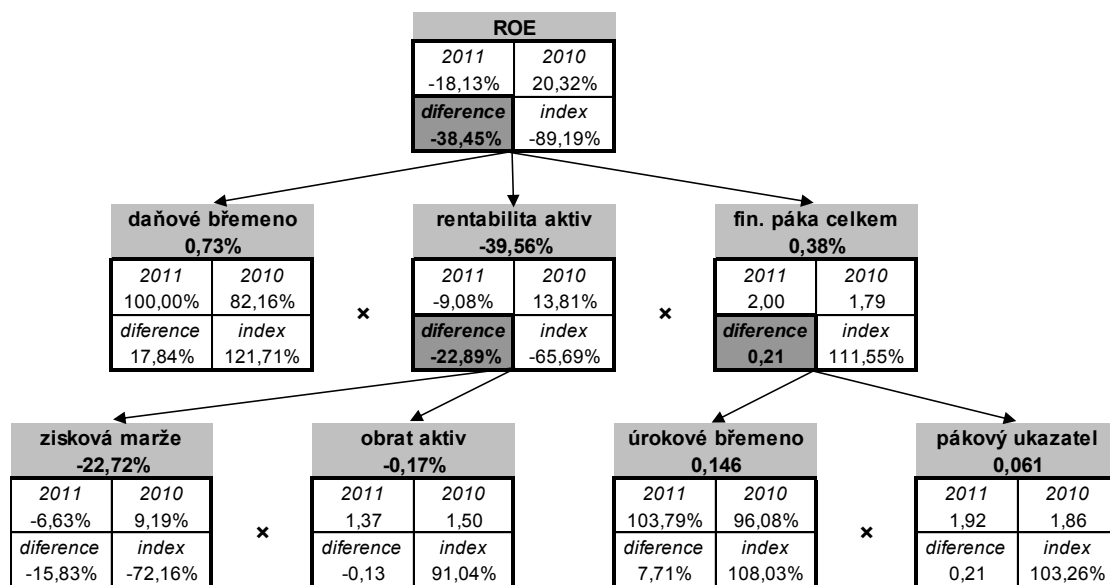 ROE
2011 2010
-18,13% 20,32%
diference index
-38,45% -89,19%
daňové břemeno rentabilita aktiv fin. páka celkem
0,73% -39,56% 0,38%
2011 2010 2011 2010 2011 2010
100,00% 82,16% × -9,08% 13,81% × 2,00 1,79
diference index diference index diference index
17,84% 121,71% -22,89% -65,69% 0,21 111,55%
zisková marže obrat aktiv úrokové břemeno pákový ukazatel
-22,72% -0,17% 0,146 0,061
2011 2010 2011 2010 2011 2010 2011 2010
-6,63% 9,19% × 1,37 1,50 103,79% 96,08% × 1,92 1,86
diference index diference index diference index diference index
-15,83% -72,16% -0,13 91,04% 7,71% 108,03% 0,21 103,26%